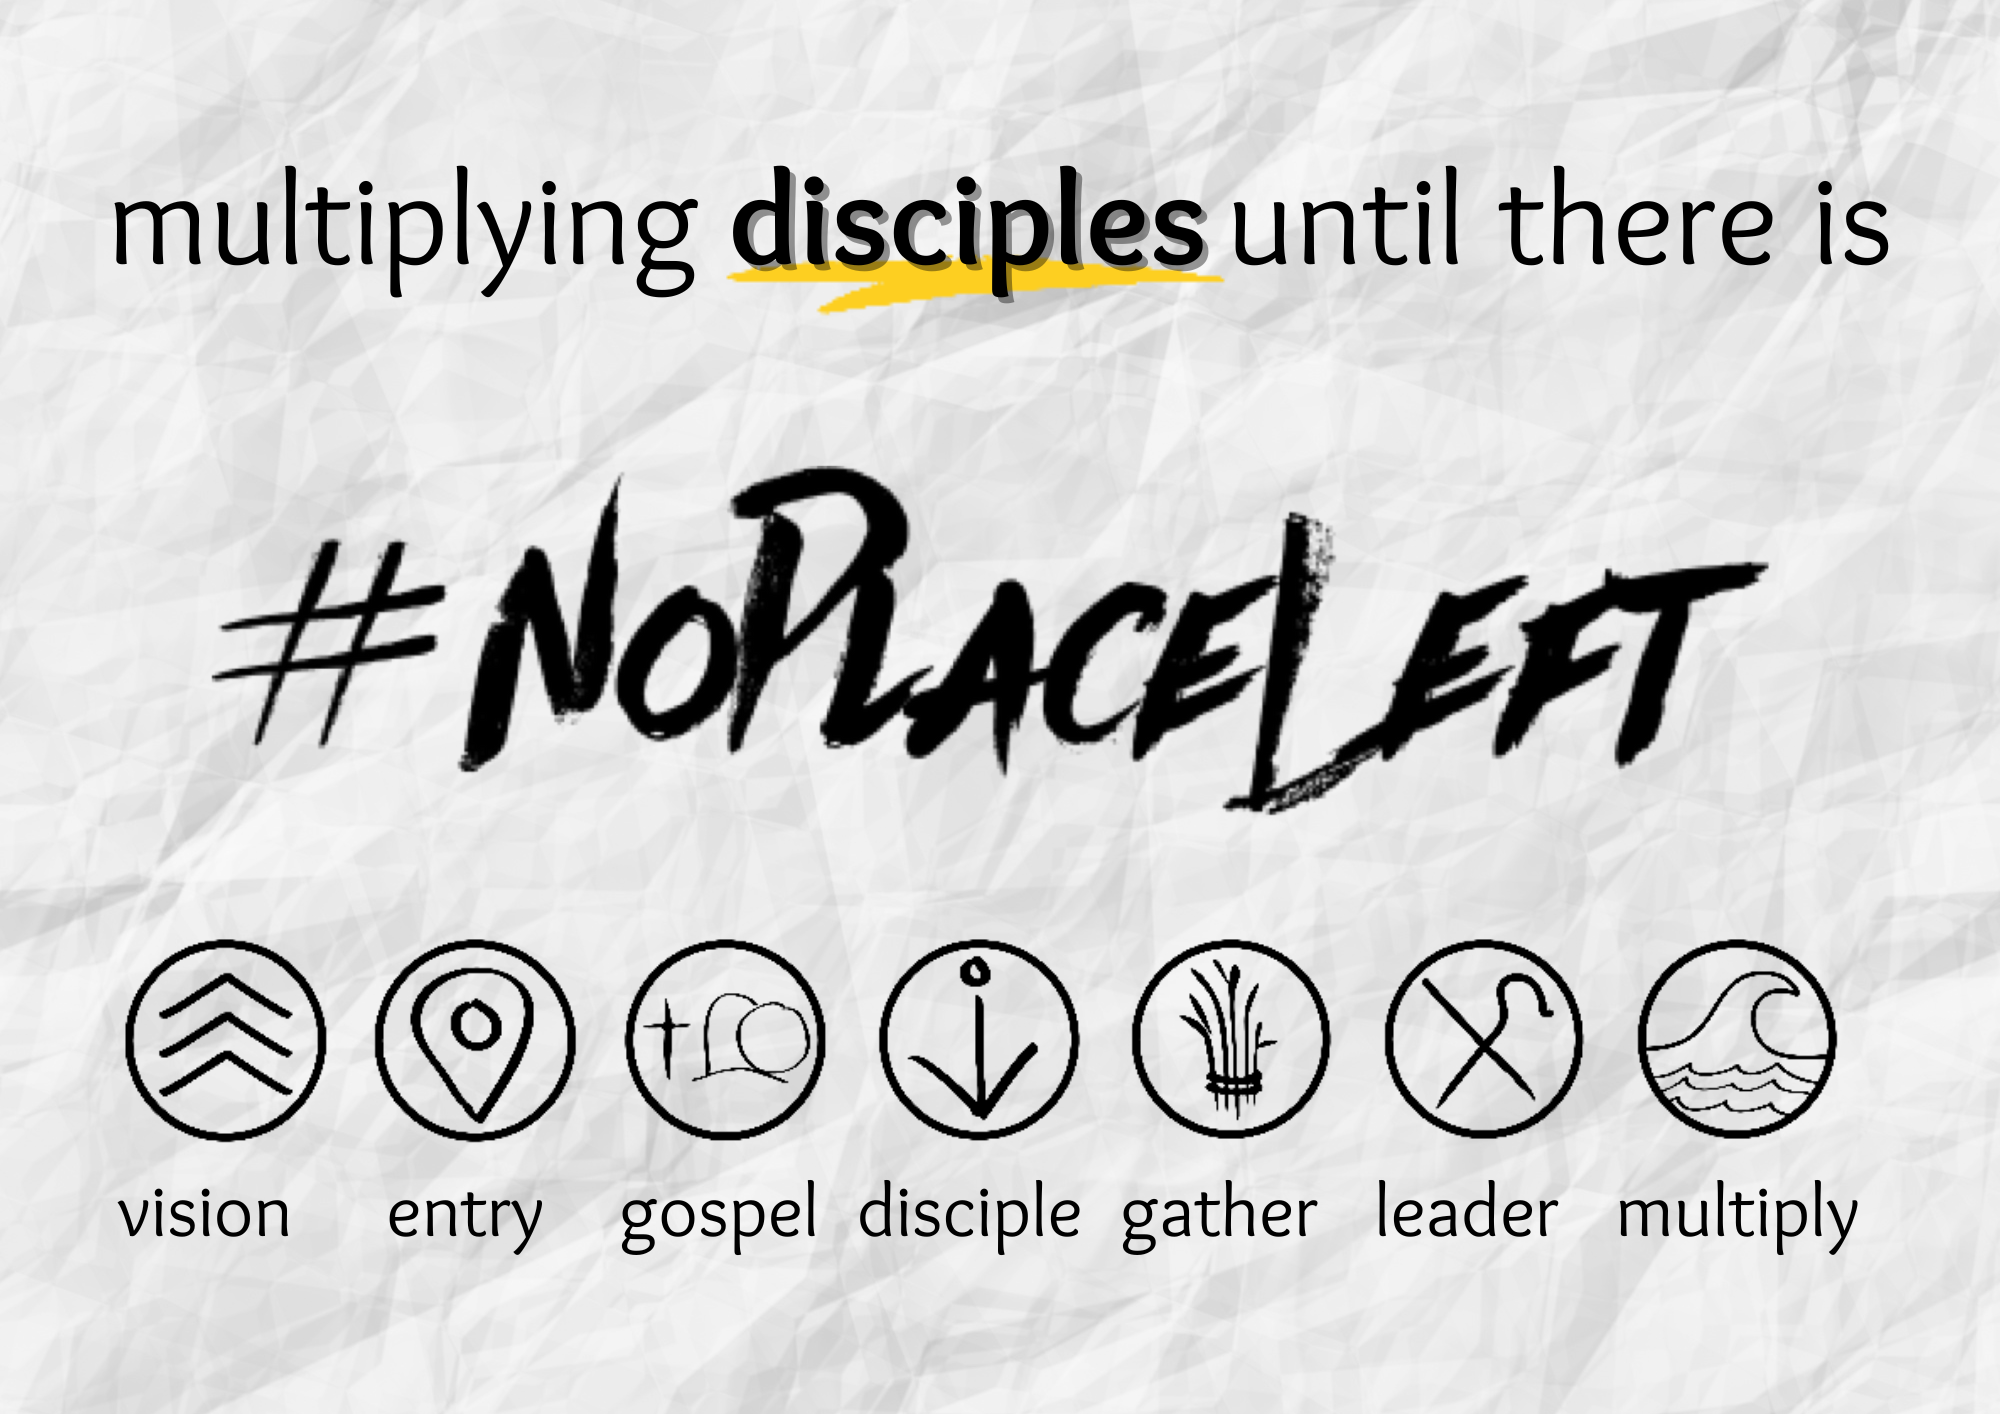 multiplying disciples until there is
#NoPlaceLeft
vision entry gospel disciple gather leader multiply